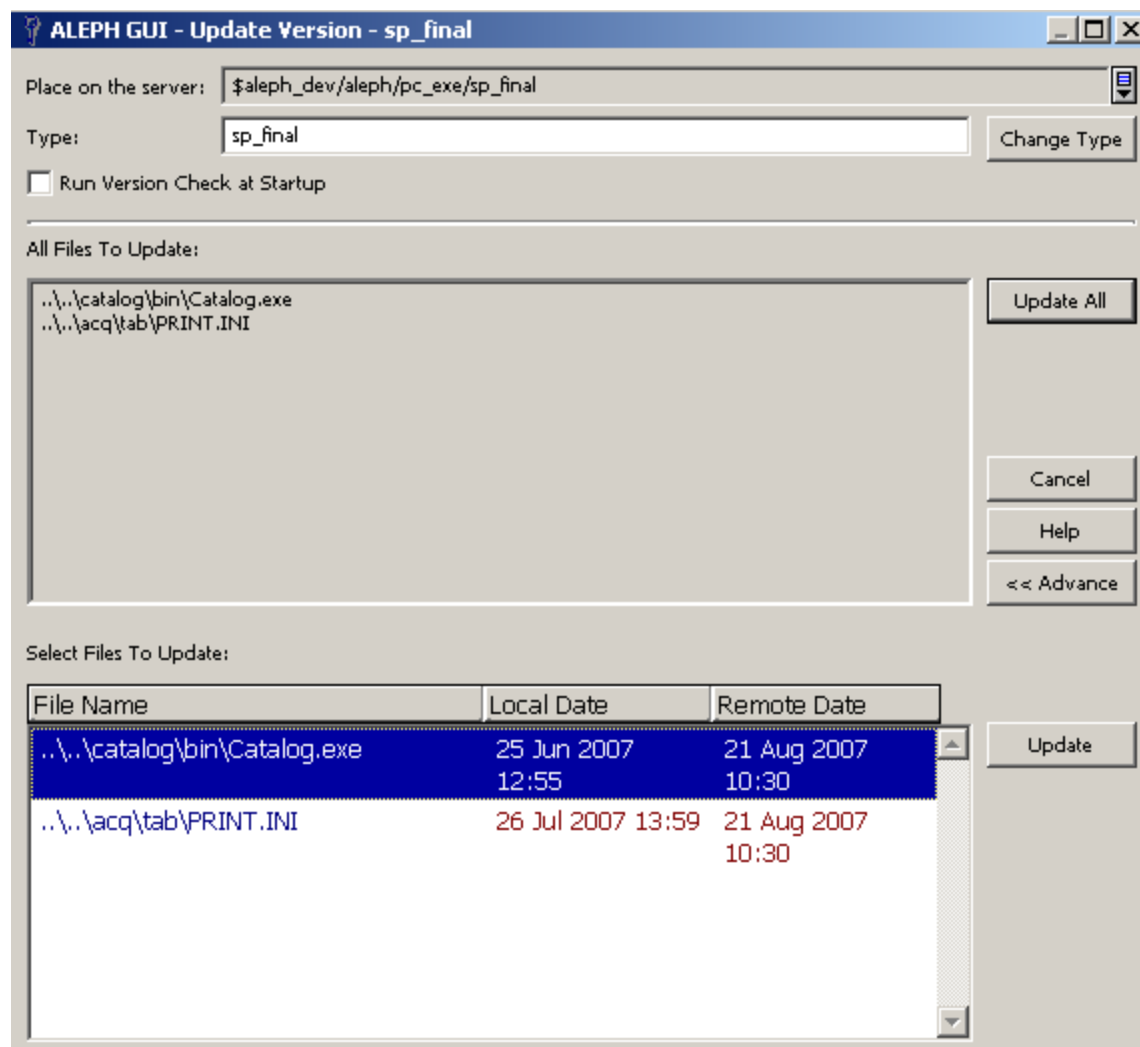 ALEPH GUI - Update Version - sp_final
Place on the server: $aleph_dev/aleph/pc_exe/sp_final
Type: sp_final Change Type
Run Version Check at Startup
All Files To Update:
..\..\catalog\bin\Catalog.exe
..\..\acq\tab\PRINT.INI
Update All
Cancel
Help
<< Advance
Select Files To Update:
File Name Local Date Remote Date
..\..\catalog\bin\Catalog.exe 25 Jun 2007 21 Aug 2007
12:55 10:30
..\..\acq\tab\PRINT.INI 26 Jul 2007 13:59 21 Aug 2007
10:30
Update